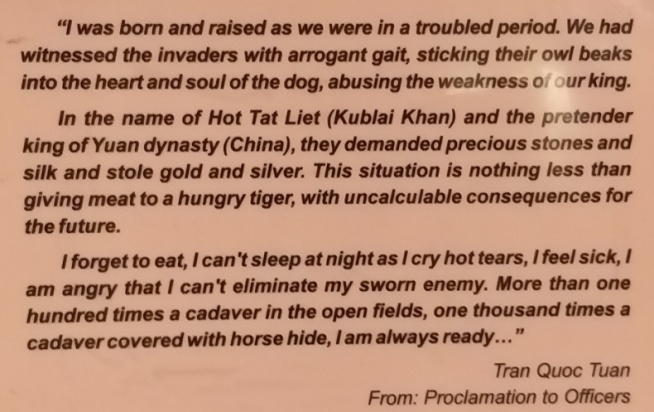 “I was born and raised as we were in a troubled period. We had
witnessed the invaders with arrogant gait, sticking their owl beaks
into the heart and soul of the dog, abusing the weakness of our king.
In the name of Hot Tat Liet (Kublai Khan) and the pretender
king of Yuan dynasty (China), they demanded precious stones and
silk and stole gold and silver. This situation is nothing less than
giving meat to a hungry tiger, with uncalculable consequences for
the future.
I forget to eat, I can't sleep at night as I cry hot tears, I feel sick, I
am angry that I can't eliminate my sworn enemy. More than one
hundred times a cadaver in the open fields, one thousand times a
cadaver covered with horse hide, I am always ready...”
Tran Quoc Tuan
From: Proclamation to Officers